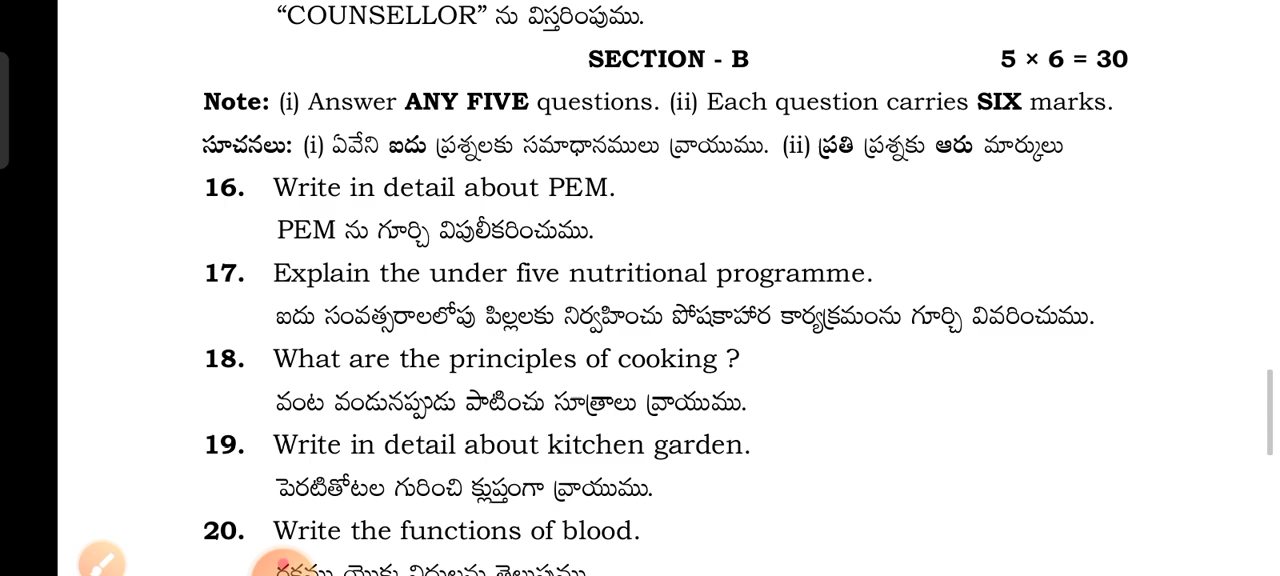 “COUNSELLOR” ను విస్తరింపుము.
SECTION - B 5 × 6 = 30
Note: (i) Answer ANY FIVE questions. (ii) Each question carries SIX marks.
సూచనలు: (i) ఏవేని ఐదు ప్రశ్నలకు సమాధానములు వ్రాయుము. (ii) ప్రతి ప్రశ్నకు ఆరు మార్కులు
16. Write in detail about PEM.
PEM ను గూర్చి విపులీకరించుము.
17. Explain the under five nutritional programme.
ఐదు సంవత్సరాలలోపు పిల్లలకు నిర్వహించు పోషకాహార కార్యక్రమంను గూర్చి వివరించుము.
18. What are the principles of cooking ?
వంట వండునప్పుడు పాటించు సూత్రాలు వ్రాయుము.
19. Write in detail about kitchen garden.
పెరటితోటల గురించి క్లుప్తంగా వ్రాయుము.
20. Write the functions of blood.